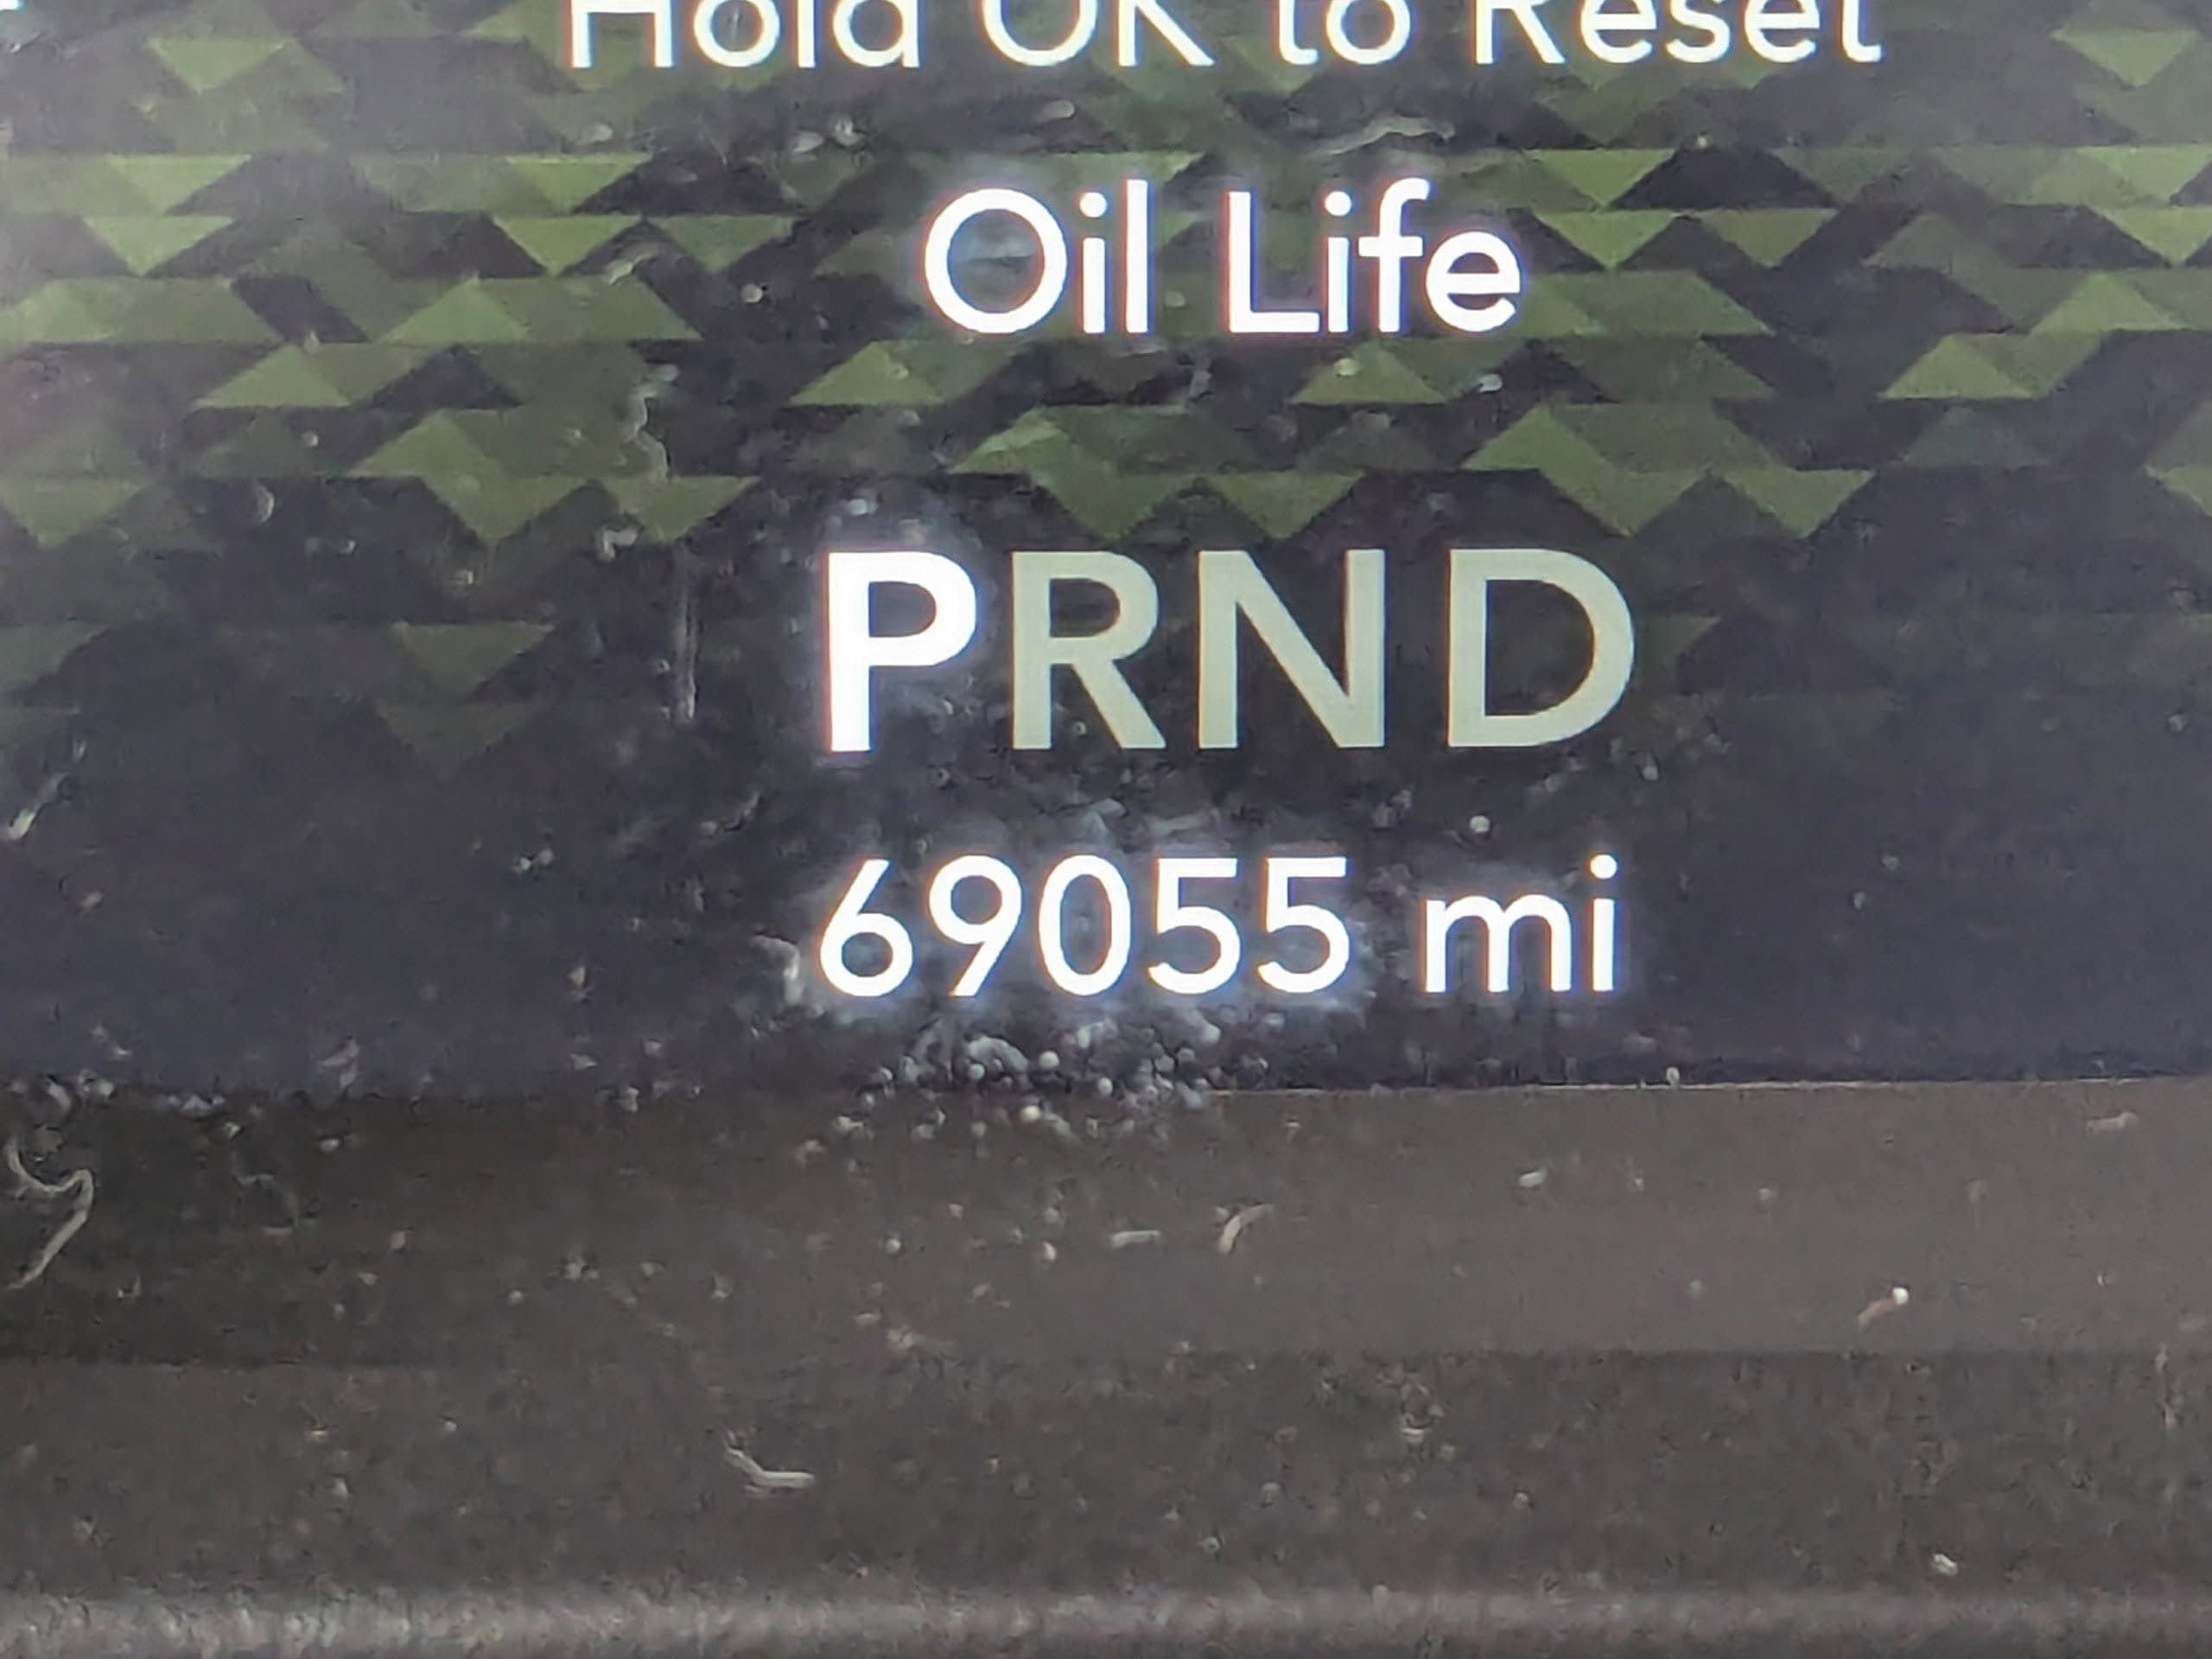 Hold OK to Reset
Oil Life
PRND
69055 mi